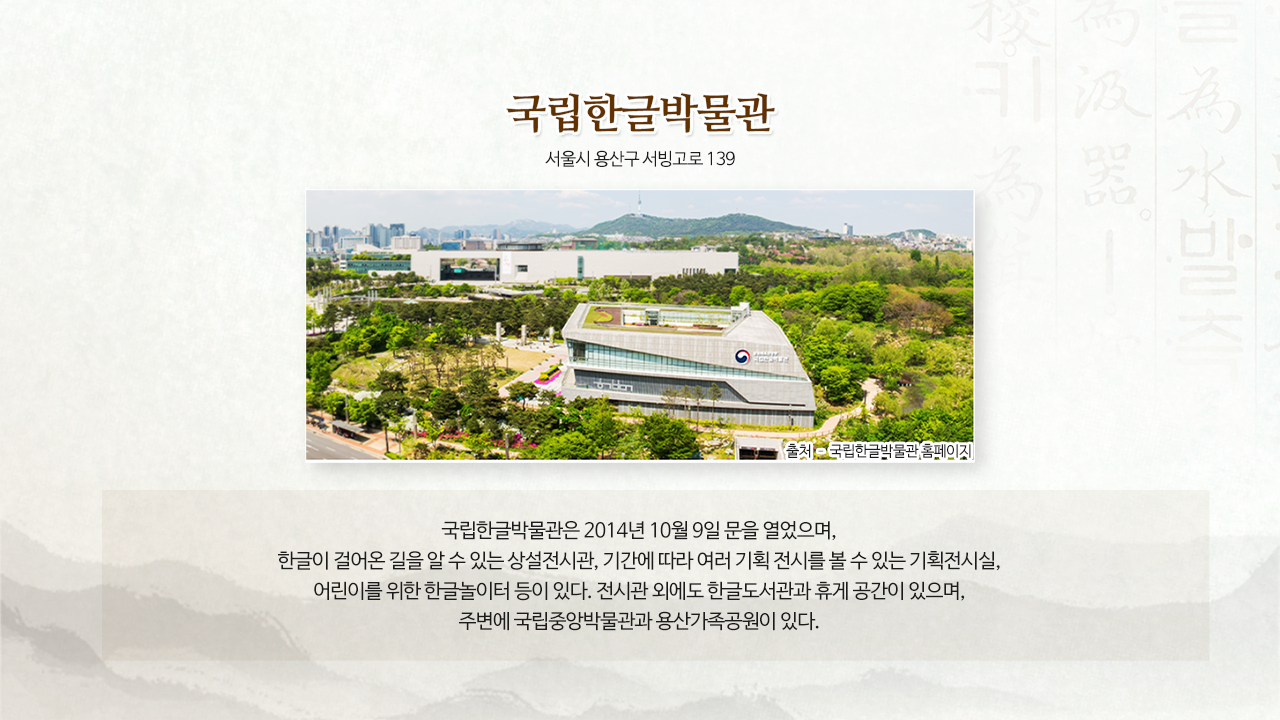 국립한글박물관
서울시 용산구 서빙고로 139
출처 - 국립한글박물관 홈페이지
국립한글박물관은 2014년 10월 9일 문을 열었으며,
한글이 걸어온 길을 알 수 있는 상설전시관, 기간에 따라 여러 기획 전시를 볼 수 있는 기획전시실,
어린이를 위한 한글놀이터 등이 있다. 전시관 외에도 한글도서관과 휴게 공간이 있으며,
주변에 국립중앙박물관과 용산가족공원이 있다.